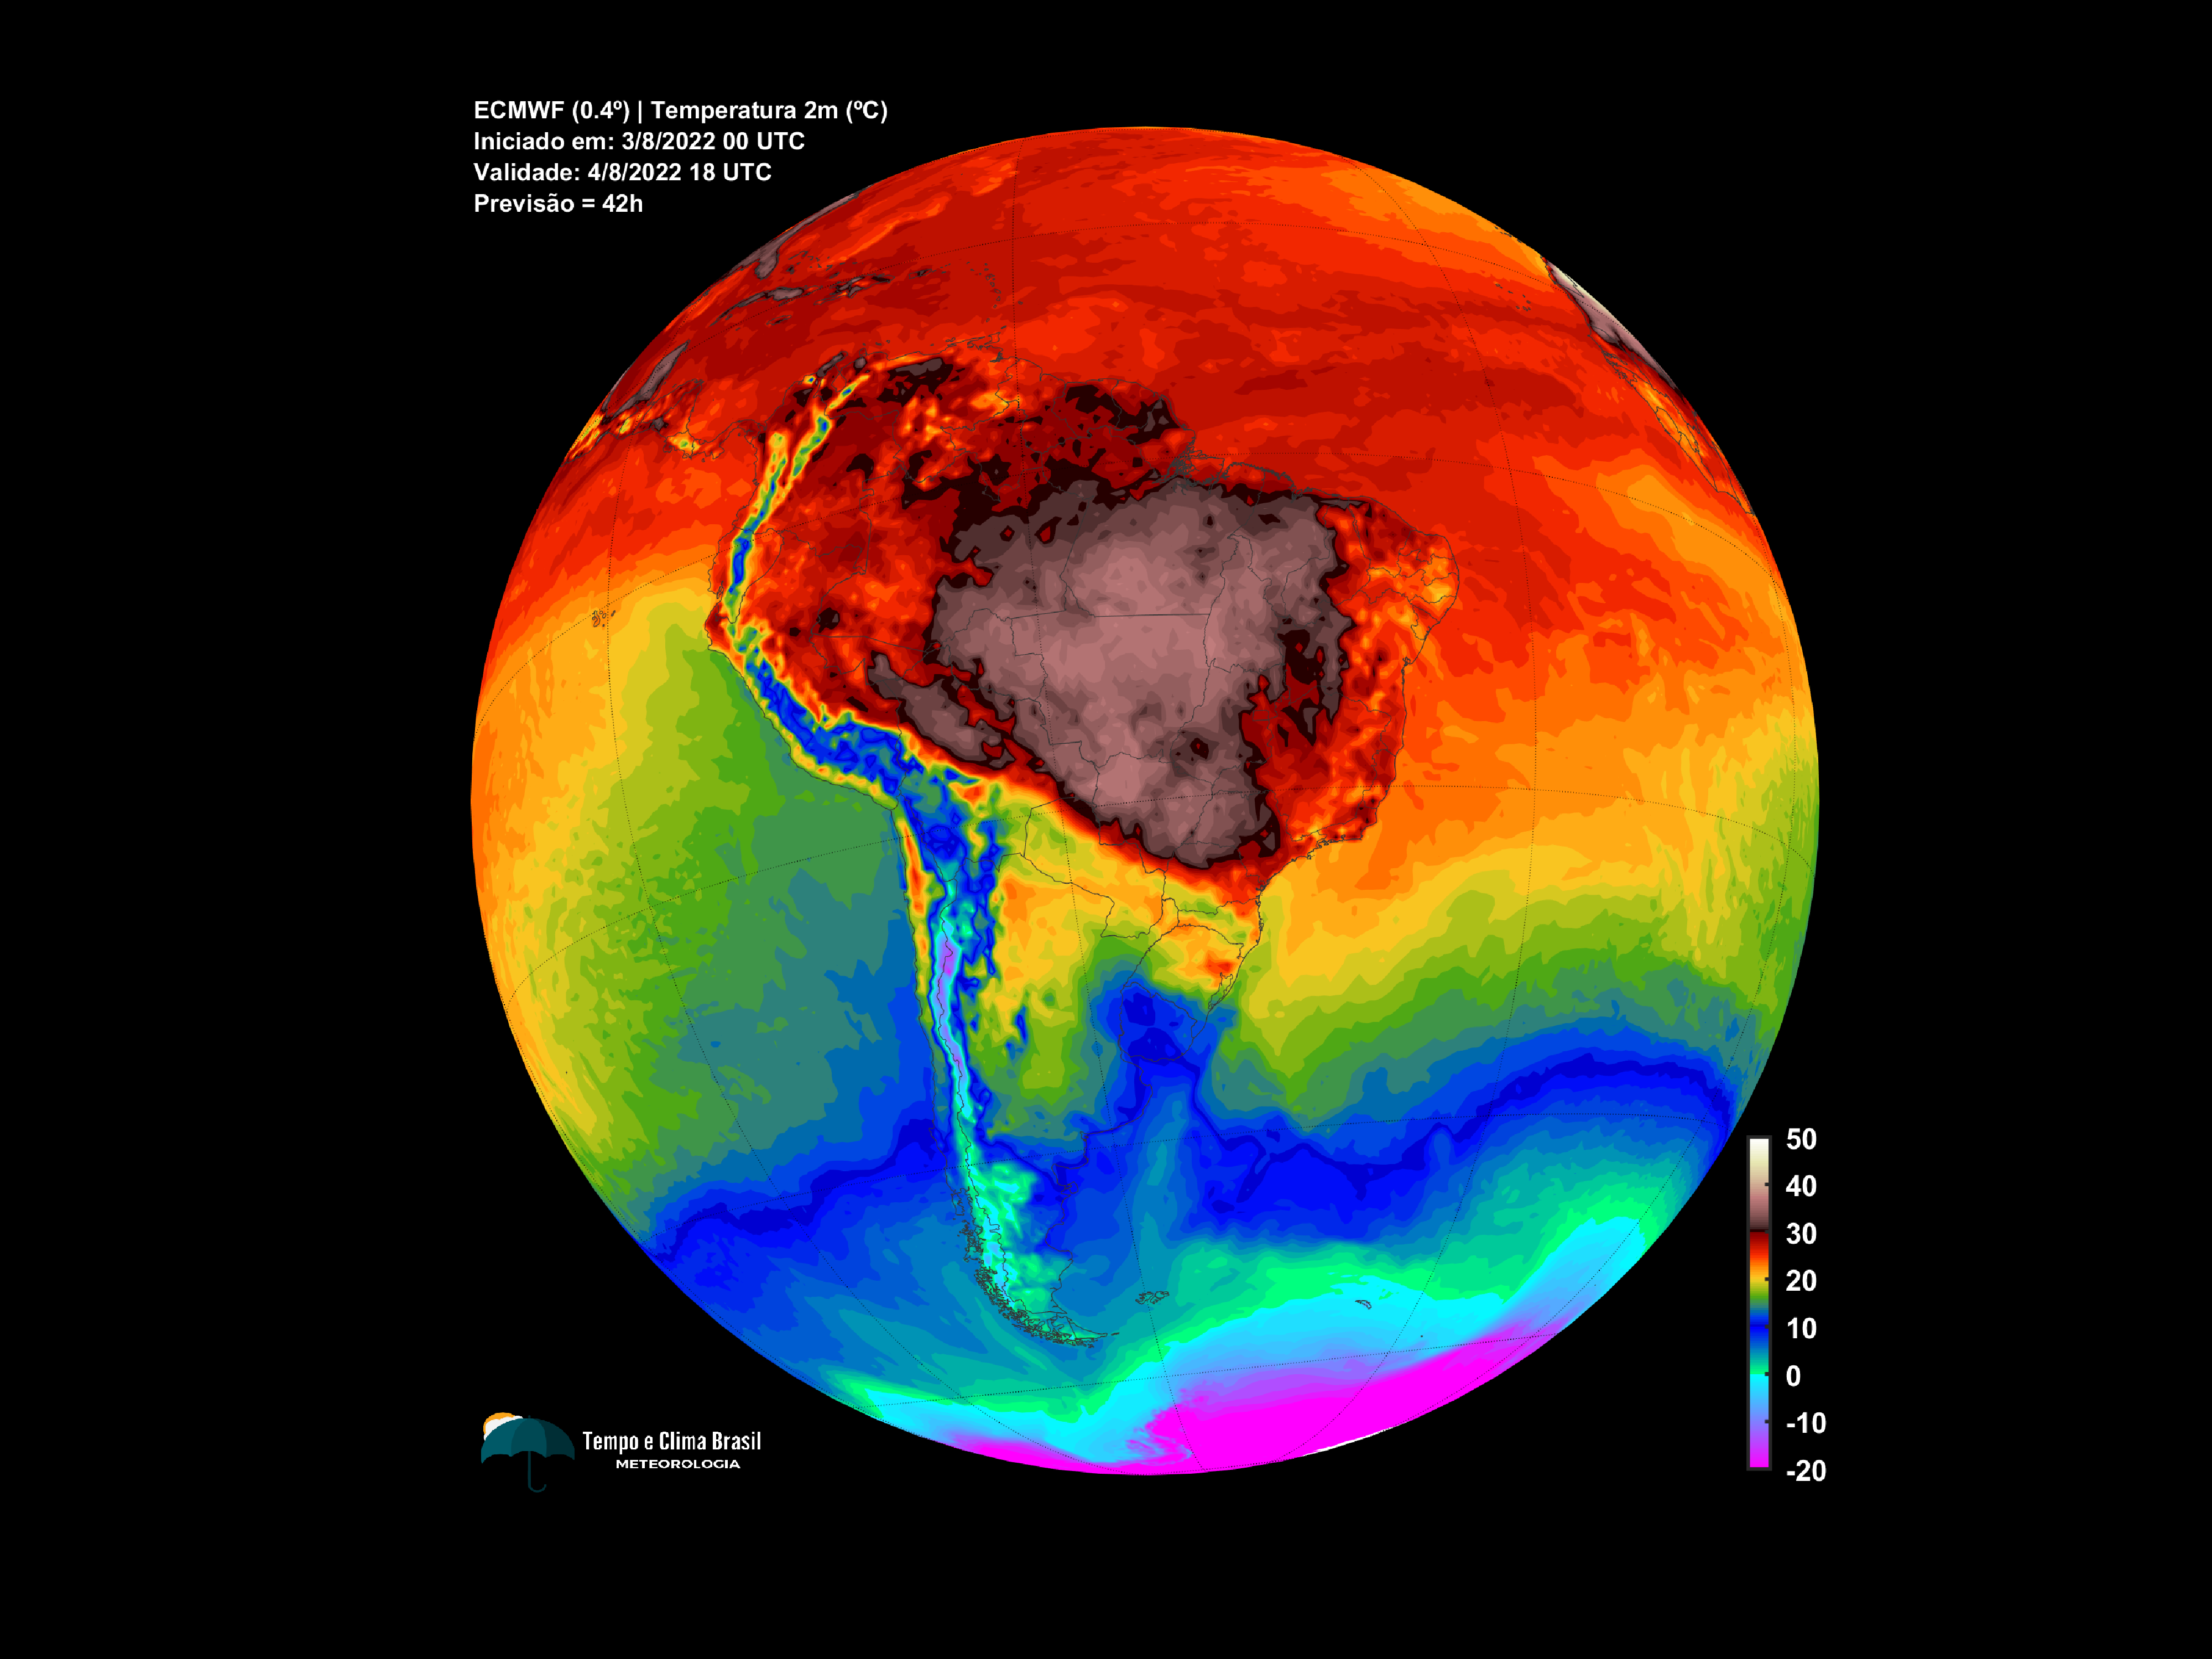 ECMWF (0.4º) | Temperatura 2m (ºC)
Iniciado em: 3/8/2022 00 UTC
Validade: 4/8/2022 18 UTC
Previsão = 42h
50
40
30
20
10
0
-10
-20
Tempo e Clima Brasil
METEOROLOGIA